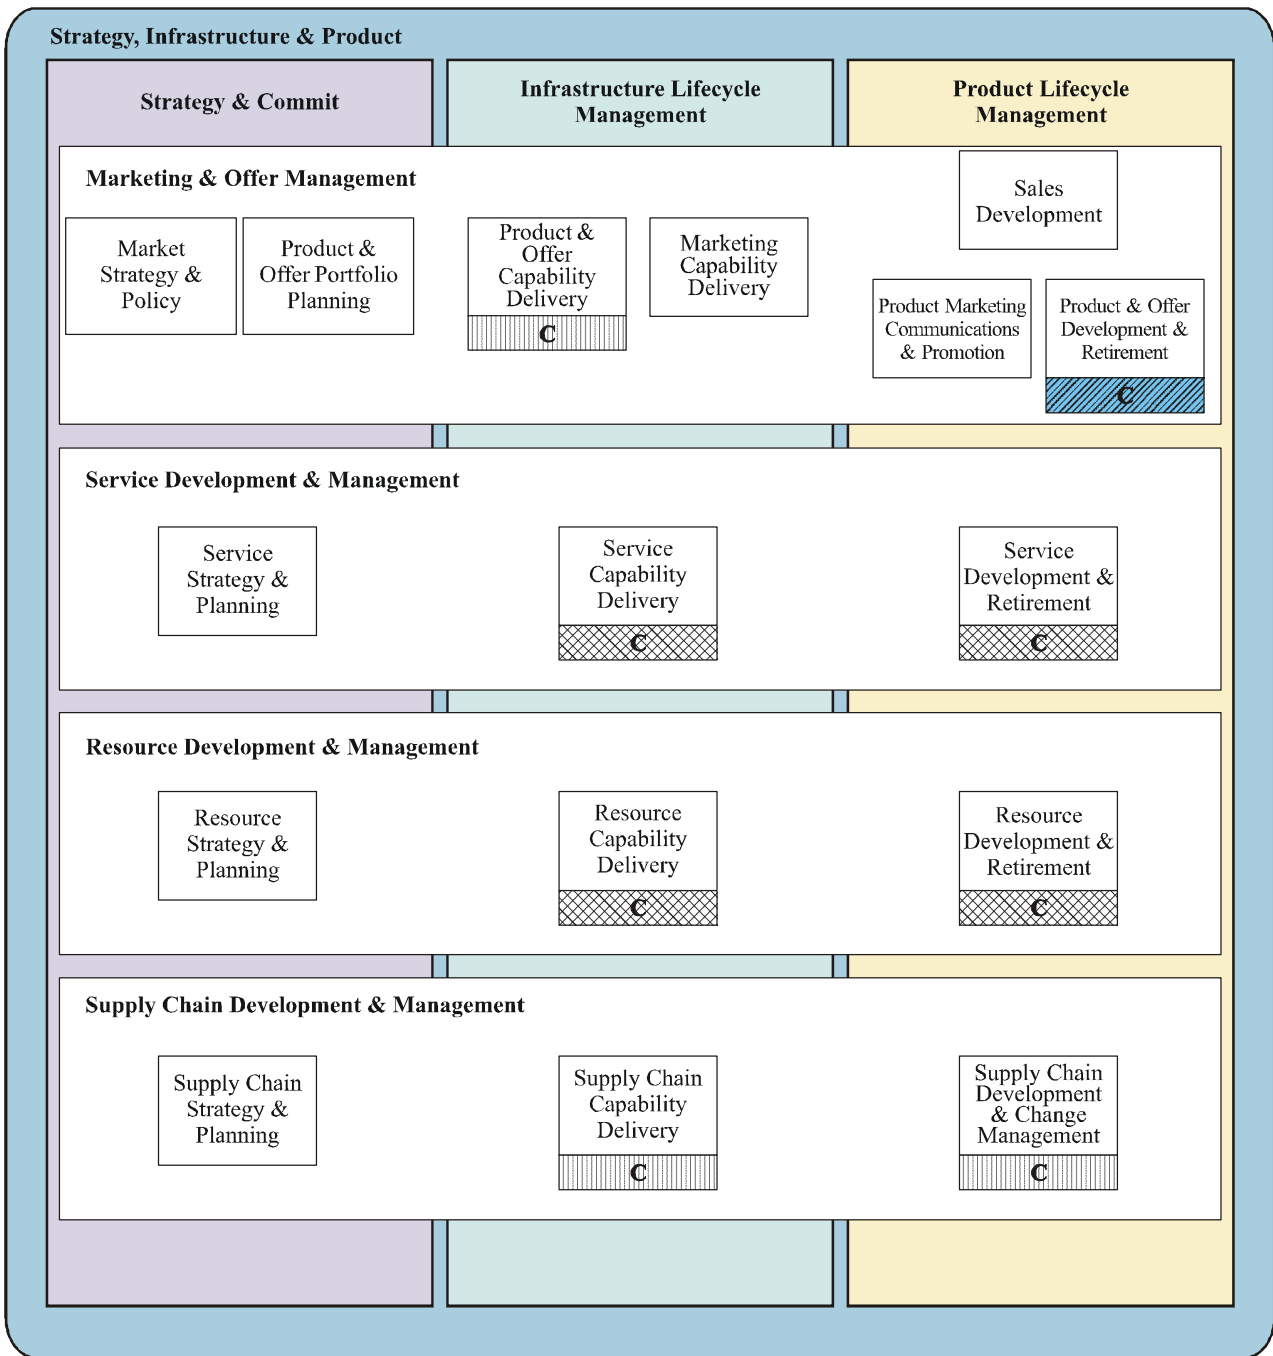 Strategy, Infrastructure & Product
Strategy & Commit
Infrastructure Lifecycle
Management
Product Lifecycle
Management
Marketing & Offer Management
Market
Strategy &
Policy
Product &
Offer Portfolio
Planning
Product &
Offer
Capability
Delivery
C
Marketing
Capability
Delivery
Sales
Development
Product Marketing
Communications
& Promotion
Product & Offer
Development &
Retirement
C
Service Development & Management
Service
Strategy &
Planning
Service
Capability
Delivery
C
Service
Development &
Retirement
C
Resource Development & Management
Resource
Strategy &
Planning
Resource
Capability
Delivery
C
Resource
Development &
Retirement
C
Supply Chain Development & Management
Supply Chain
Strategy &
Planning
Supply Chain
Capability
Delivery
C
Supply Chain
Development
& Change
Management
C